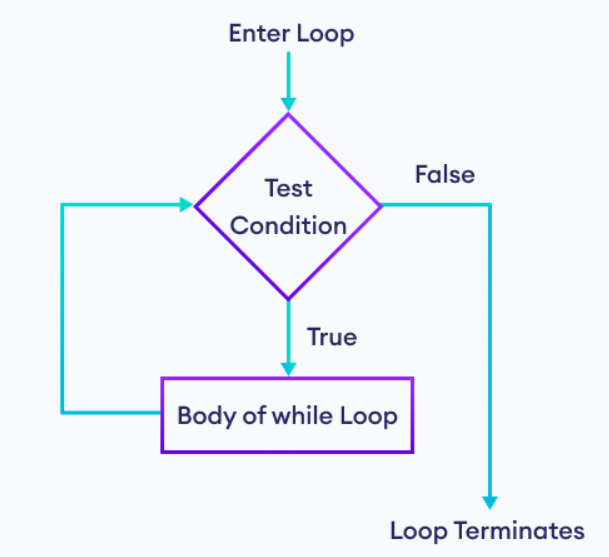 Enter Loop
Test
Condition
False
True
Body of while Loop
Loop Terminates